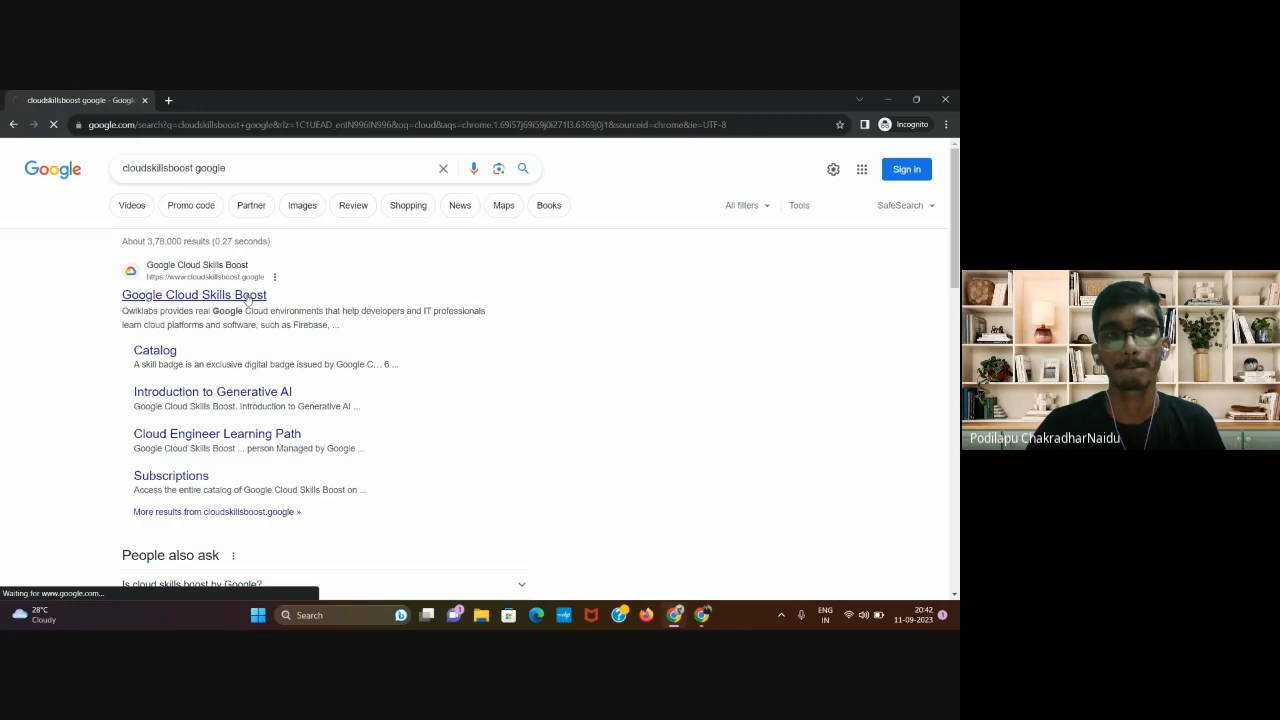 cloudskillsboost google - Google
google.com/search?q=cloudskillsboost+google&rlz=1C1UEAD_enIN996IN996&oq=cloud&aqs=chrome.1.69i57j69i59j0i271l3.6369j0j1&sourceid=chrome&ie=UTF-8
Incognito
Google
cloudskillsboost google
Sign in
Videos
Promo code
Partner
Images
Review
Shopping
News
Maps
Books
All filters
Tools
SafeSearch
About 3,78,000 results (0.27 seconds)
Google Cloud Skills Boost
https://www.cloudskillsboost.google
Google Cloud Skills Boost
Qwiklabs provides real Google Cloud environments that help developers and IT professionals
learn cloud platforms and software, such as Firebase, ...
Catalog
A skill badge is an exclusive digital badge issued by Google C... 6 ...
Introduction to Generative AI
Google Cloud Skills Boost. Introduction to Generative AI ...
Cloud Engineer Learning Path
Google Cloud Skills Boost ... person Managed by Google ...
Subscriptions
Access the entire catalog of Google Cloud Skills Boost on ...
More results from cloudskillsboost.google »
People also ask
Is cloud skills boost by Google?
Waiting for www.google.com...
28°C
Cloudy
Search
ENG
IN
20:42
11-09-2023
Podilapu ChakradharNaidu